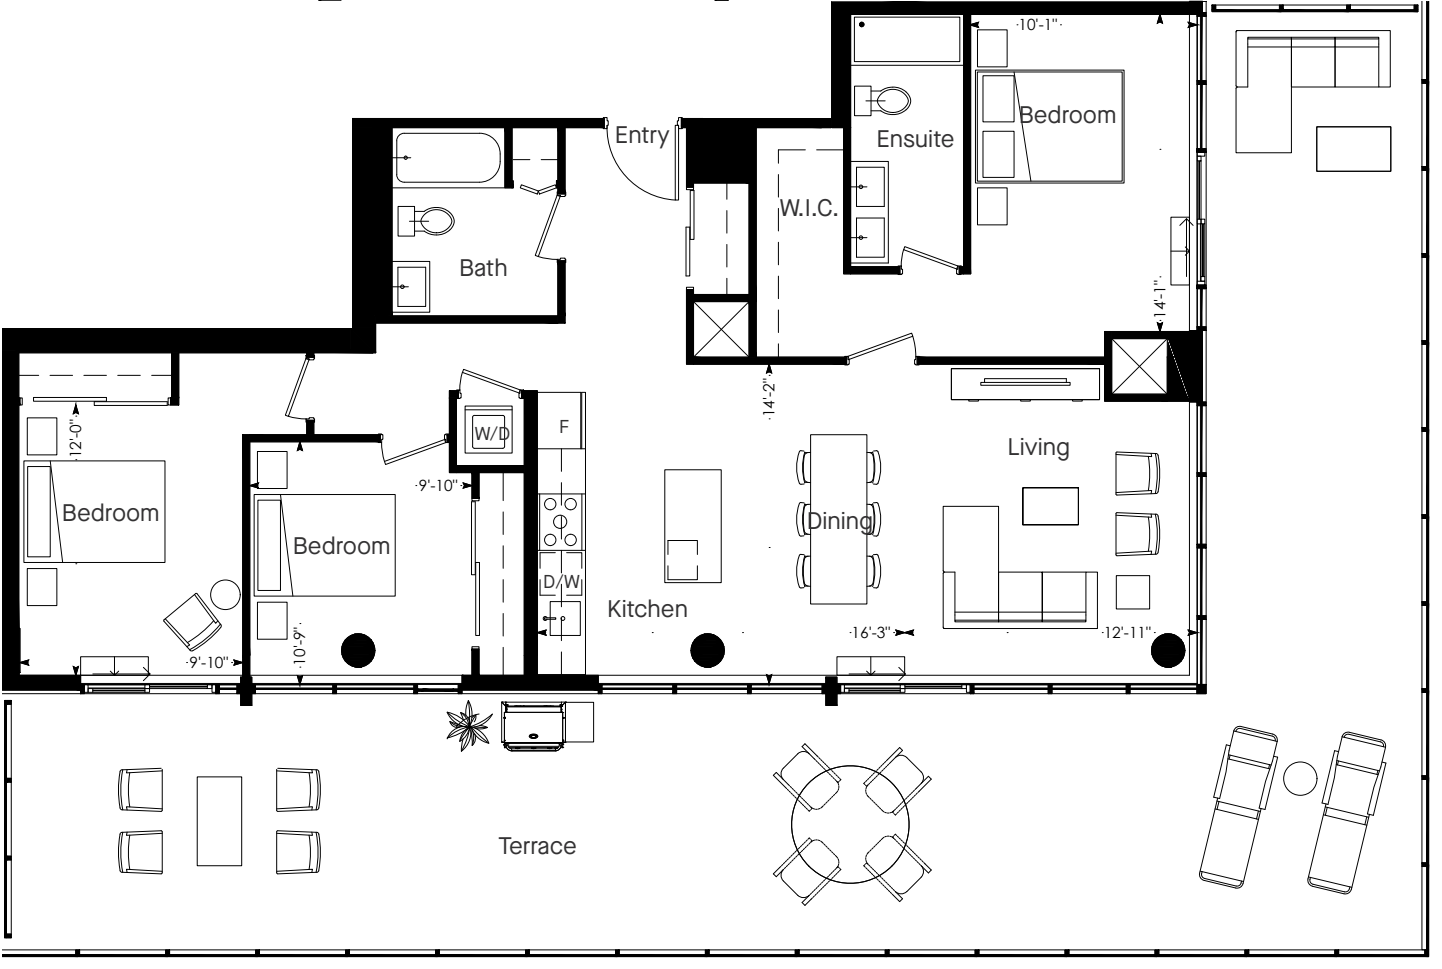 10'-1"
Bedroom
Entry
Ensuite
W.I.C.
Bath
14'-1"
14'-2"
F
W/D
12'-0"
Living
9'-10"
Bedroom
Dining
Bedroom
D/W
Kitchen
16'-3"
12'-11"
10'-9"
9'-10"
Terrace